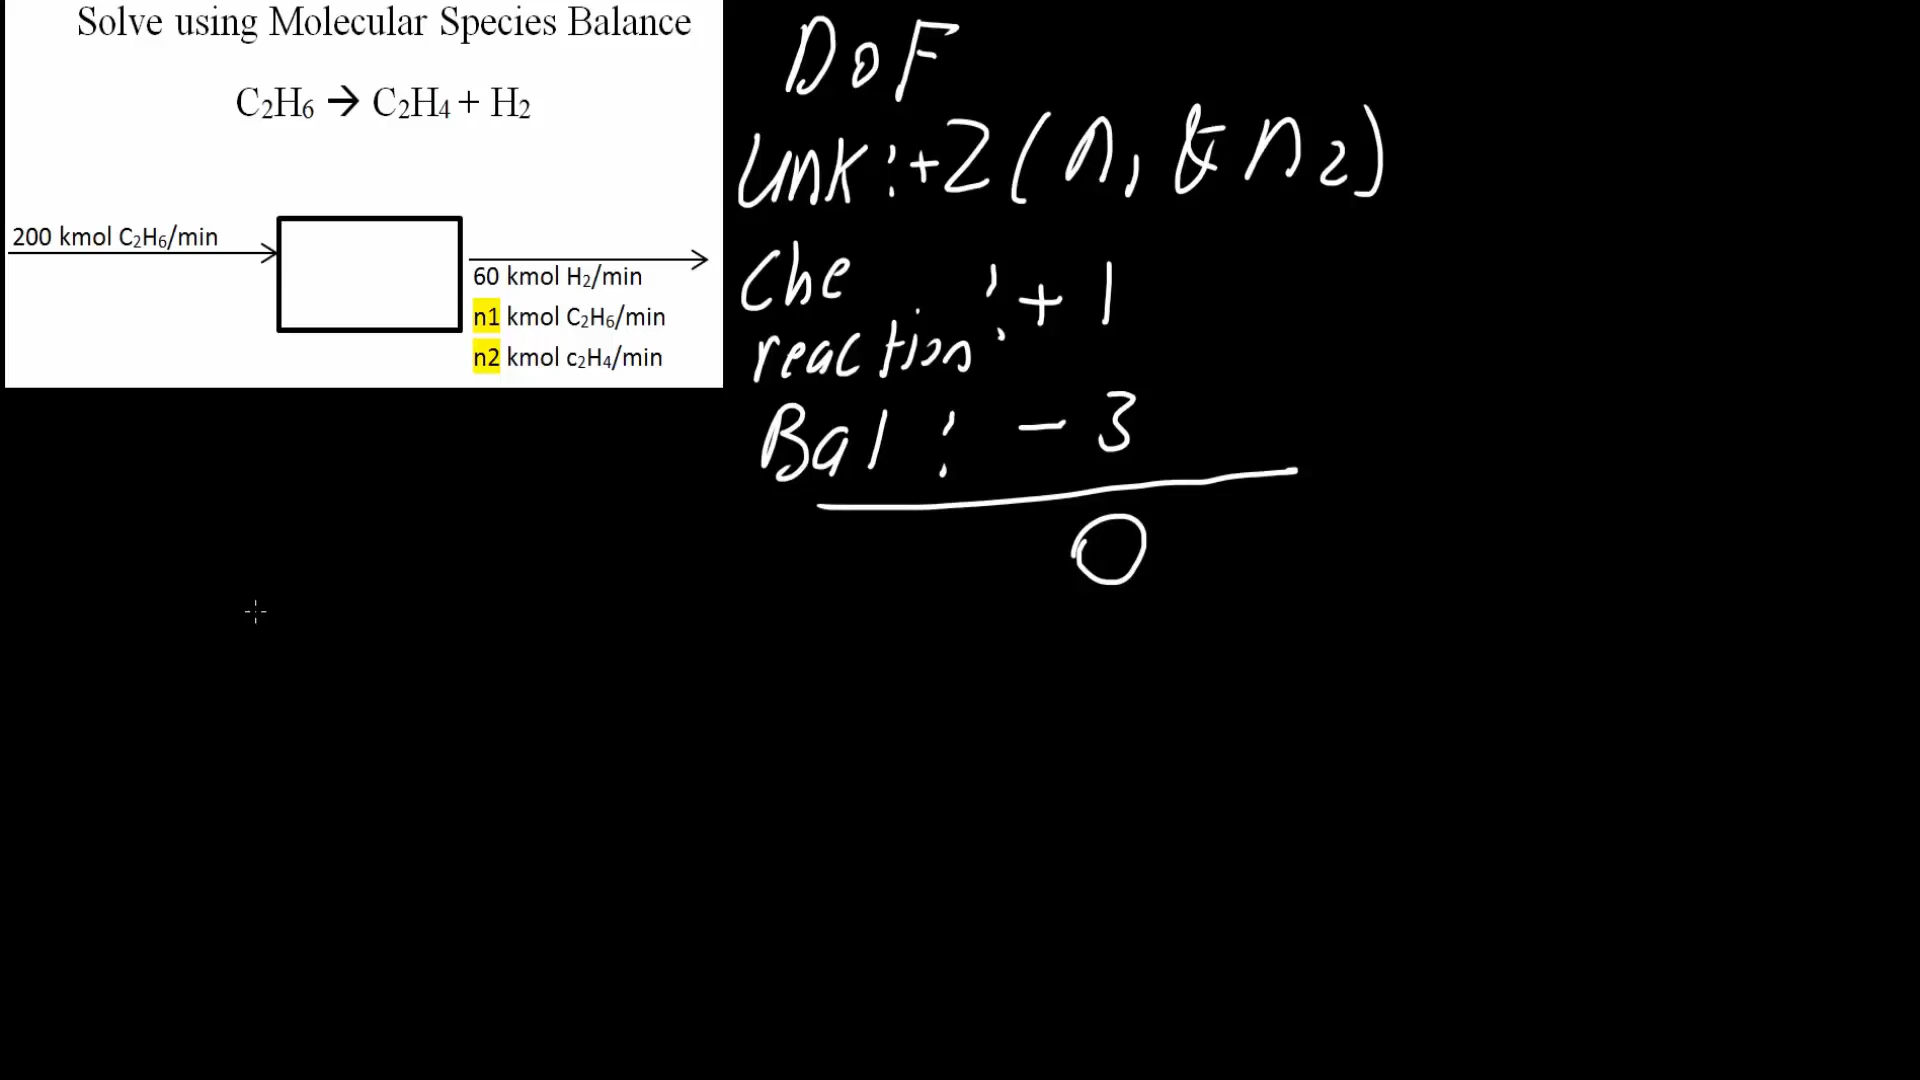 Solve using Molecular Species Balance
C₂H₆ → C₂H₄ + H₂
200 kmol C₂H₆/min
60 kmol H₂/min
n1 kmol C₂H₆/min
n2 kmol c₂H₄/min
DoF
Unk: +2 (n₁ & n₂)
Che
reaction: +1
Bal: -3
0